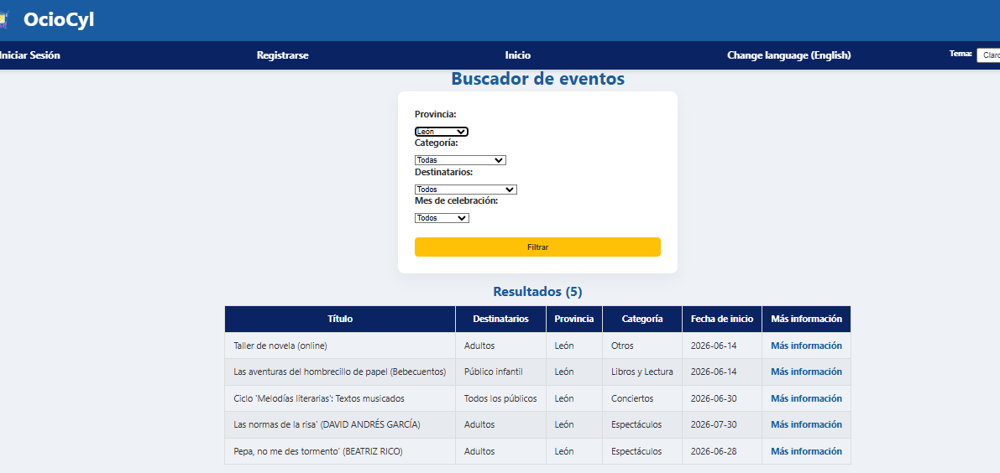 OcioCyl
Iniciar Sesión Registrarse Inicio Change language (English) Tema: Claro
Buscador de eventos
Provincia:
León
Categoría:
Todas
Destinatarios:
Todos
Mes de celebración:
Todos
Filtrar
Resultados (5)
Título Destinatarios Provincia Categoría Fecha de inicio Más información
Taller de novela (online) Adultos León Otros 2026-06-14 Más información
Las aventuras del hombrecillo de papel (Bebecuentos) Público infantil León Libros y Lectura 2026-06-14 Más información
Ciclo 'Melodías literarias': Textos musicados Todos los públicos León Conciertos 2026-06-30 Más información
Las normas de la risa' (DAVID ANDRÉS GARCÍA) Adultos León Espectáculos 2026-07-30 Más información
Pepa, no me des tormento' (BEATRIZ RICO) Adultos León Espectáculos 2026-06-28 Más información